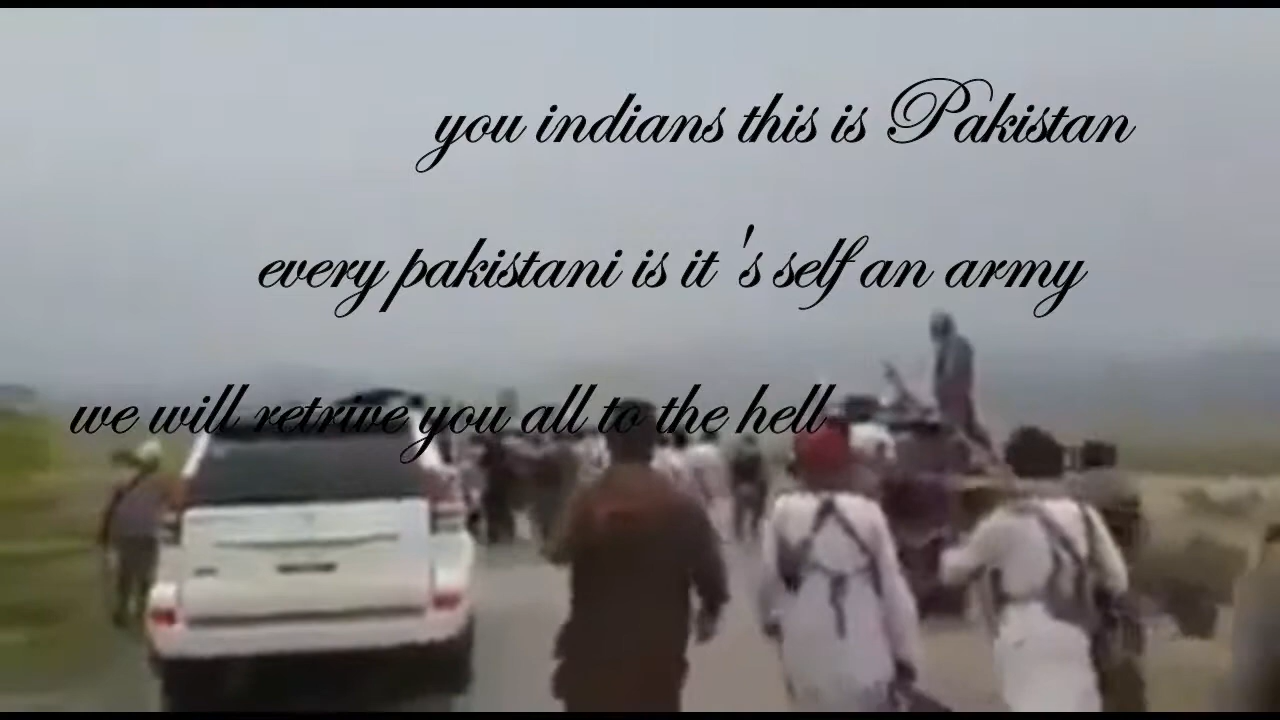 you indians this is Pakistan
every pakistani is it 's self an army
we will retrive you all to the hell